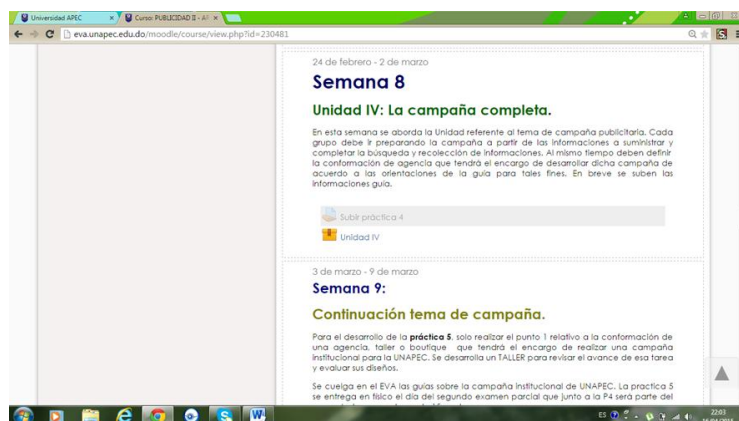 Universidad APEC
Curso: PUBLICIDAD II - AF
eva.unapec.edu.do/moodle/course/view.php?id=230481
24 de febrero - 2 de marzo
Semana 8
Unidad IV: La campaña completa.
En esta semana se aborda la Unidad referente al tema de campaña publicitaria. Cada
grupo debe ir preparando la campaña a partir de las informaciones a suministrar y
completar la búsqueda y recolección de informaciones. Al mismo tiempo deben definir
la conformación de agencia que tendrá el encargo de desarrollar dicha campaña de
acuerdo a las orientaciones de la guía para tales fines. En breve se suben las
informaciones guía.
Subir práctica 4
Unidad IV
3 de marzo - 9 de marzo
Semana 9:
Continuación tema de campaña.
Para el desarrollo de la práctica 5, solo realizar el punto 1 relativo a la conformación de
una agencia, taller o boutique que tendrá el encargo de realizar una campaña
institucional para la UNAPEC. Se desarrolla un TALLER para revisar el avance de esa tarea
y evaluar sus diseños.
Se cuelga en el EVA las guías sobre la campaña institucional de UNAPEC. La practica 5
se entrega en físico el día del segundo examen parcial que junto a la P4 será parte del
ES
22:03